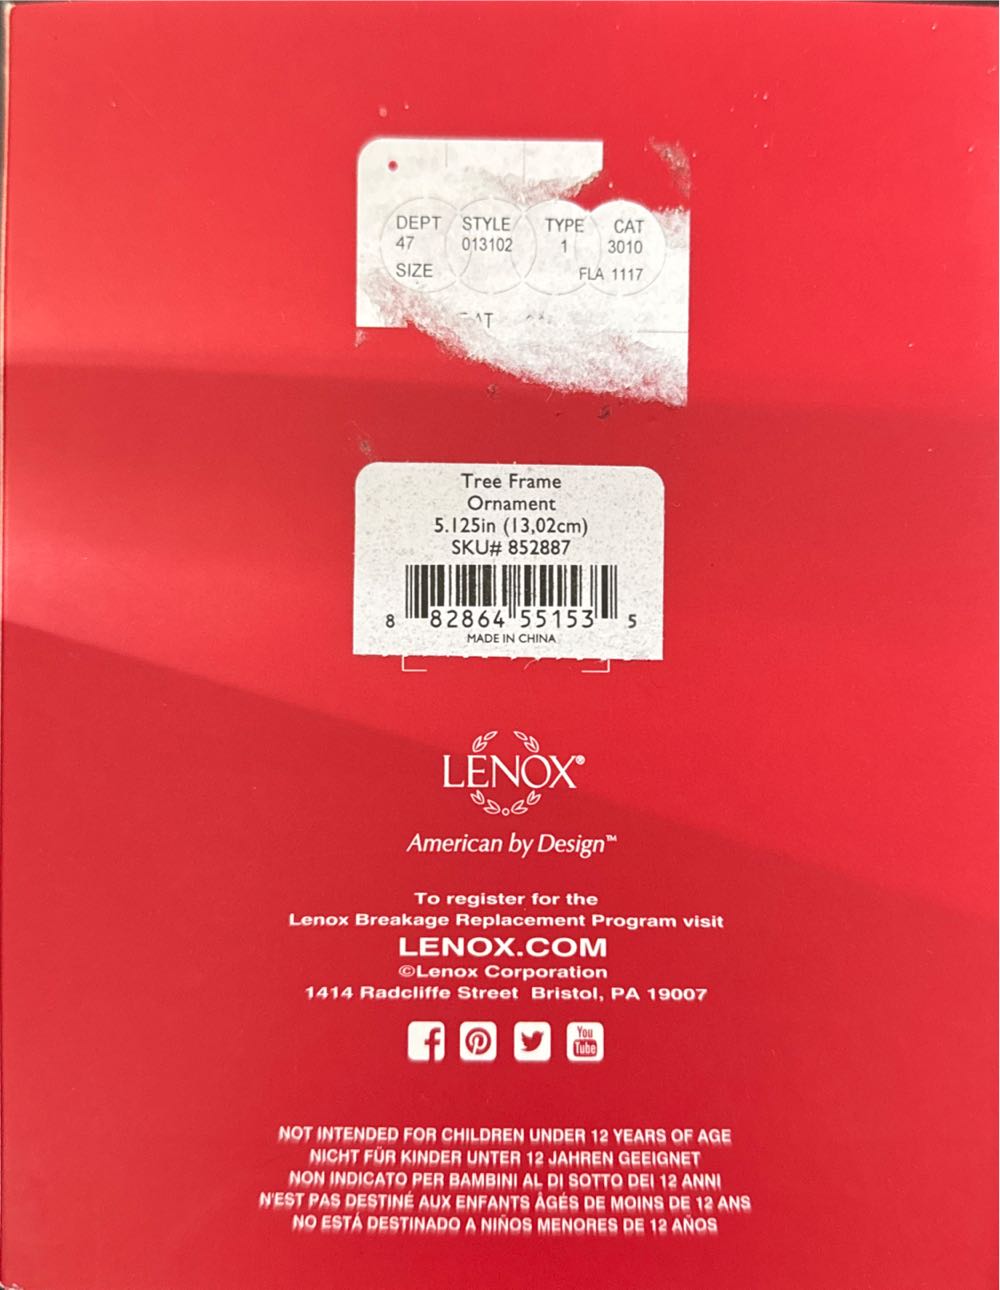 DEPT STYLE TYPE CAT
47 013102 1 3010
SIZE FLA 1117
Tree Frame
Ornament
5.125in (13,02cm)
SKU# 852887
8 82864 55153 5
MADE IN CHINA
LENOX®
American by Design™
To register for the
Lenox Breakage Replacement Program visit
LENOX.COM
©Lenox Corporation
1414 Radcliffe Street Bristol, PA 19007
You
Tube
NOT INTENDED FOR CHILDREN UNDER 12 YEARS OF AGE
NICHT FÜR KINDER UNTER 12 JAHREN GEEIGNET
NON INDICATO PER BAMBINI AL DI SOTTO DEI 12 ANNI
N'EST PAS DESTINÉ AUX ENFANTS ÂGÉS DE MOINS DE 12 ANS
NO ESTÁ DESTINADO A NIÑOS MENORES DE 12 AÑOS